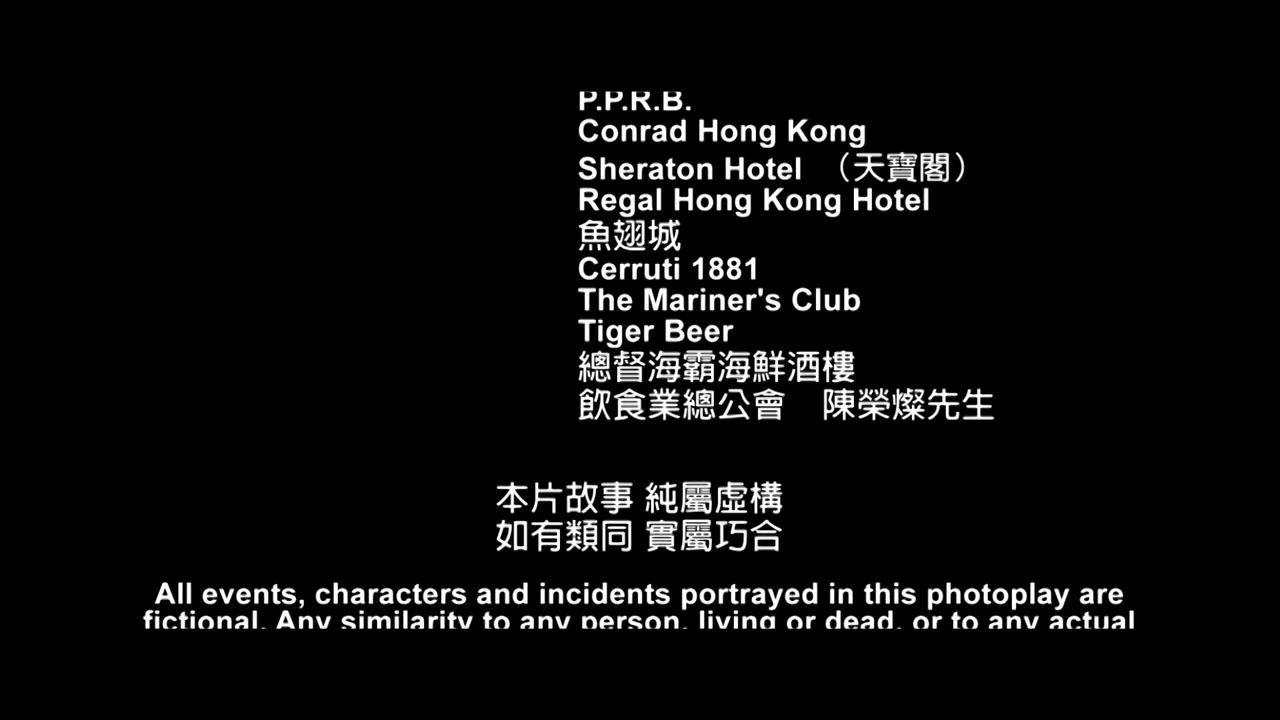 P.P.R.B.
Conrad Hong Kong
Sheraton Hotel （天寶閣）
Regal Hong Kong Hotel
魚翅城
Cerruti 1881
The Mariner's Club
Tiger Beer
總督海霸海鮮酒樓
飲食業總公會　陳榮燦先生
本片故事 純屬虛構
如有類同 實屬巧合
All events, characters and incidents portrayed in this photoplay are
fictional. Any similarity to any person, living or dead, or to any actual